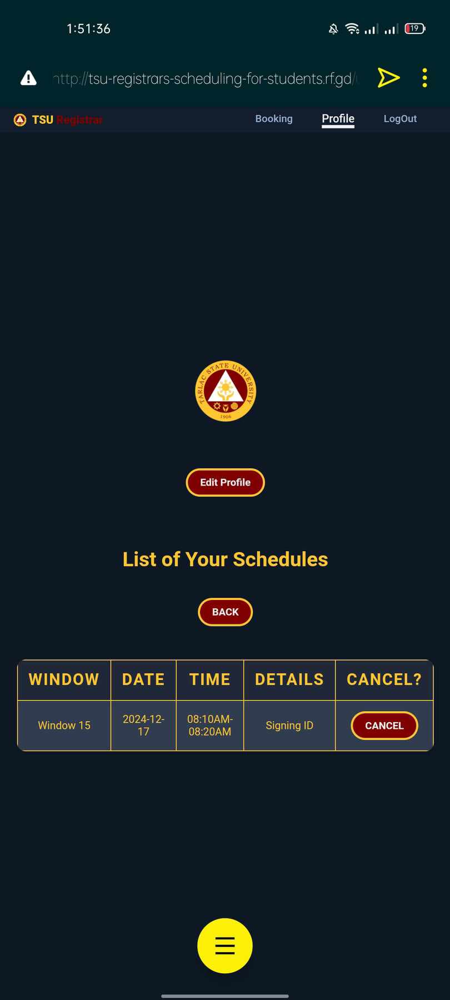 1:51:36
19
http://tsu-registrars-scheduling-for-students.rf.gd/
TSU Registrar
Booking
Profile
LogOut
TARLAC STATE UNIVERSITY
1906
Edit Profile
List of Your Schedules
BACK
WINDOW DATE TIME DETAILS CANCEL?
Window 15
2024-12-
17
08:10AM-
08:20AM
Signing ID
CANCEL